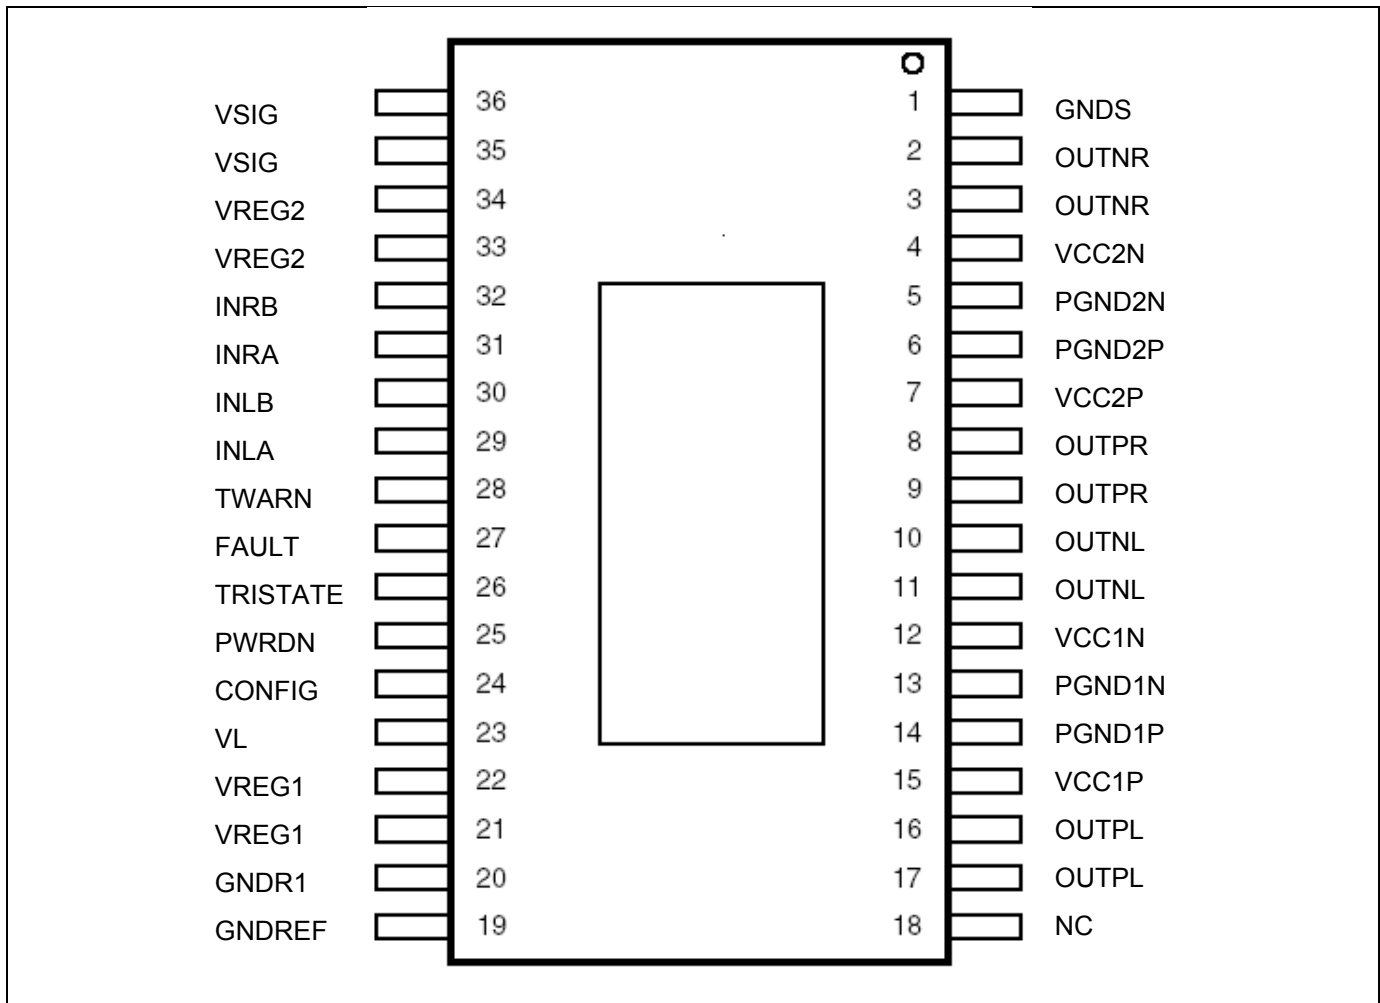 VSIG 36 1 GNDS
VSIG 35 2 OUTNR
VREG2 34 3 OUTNR
VREG2 33 4 VCC2N
INRB 32 5 PGND2N
INRA 31 6 PGND2P
INLB 30 7 VCC2P
INLA 29 8 OUTPR
TWARN 28 9 OUTPR
FAULT 27 10 OUTNL
TRISTATE 26 11 OUTNL
PWRDN 25 12 VCC1N
CONFIG 24 13 PGND1N
VL 23 14 PGND1P
VREG1 22 15 VCC1P
VREG1 21 16 OUTPL
GNDR1 20 17 OUTPL
GNDREF 19 18 NC